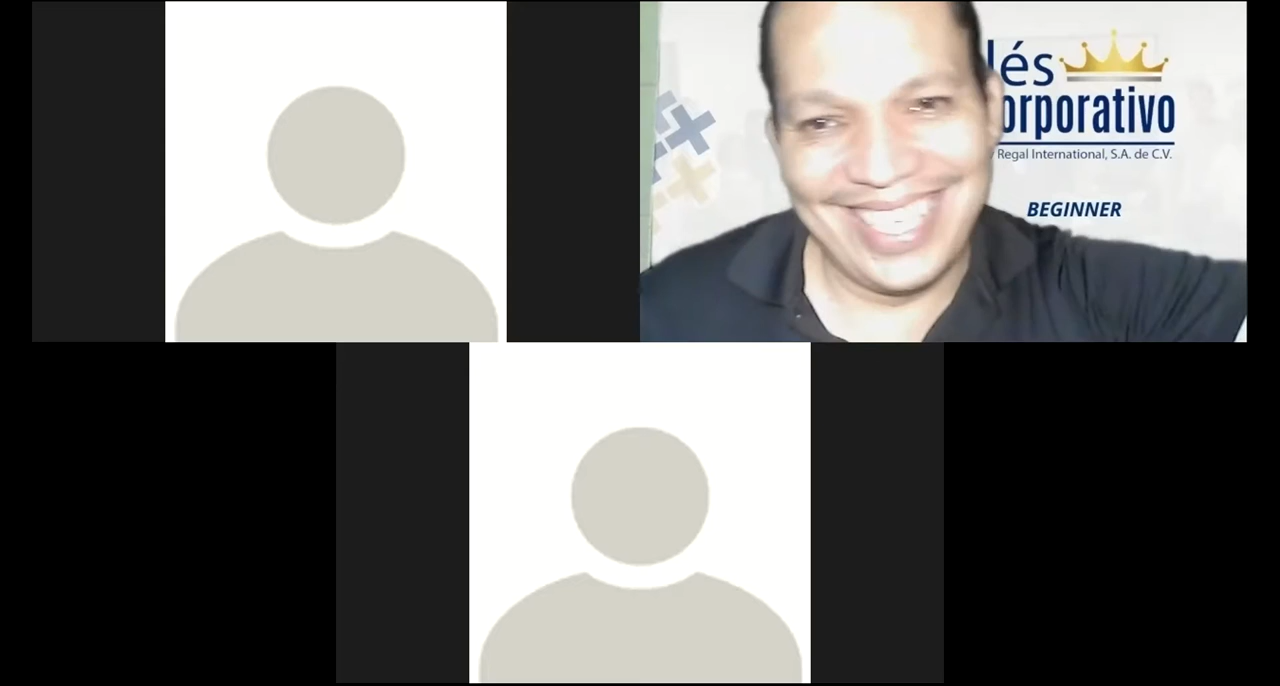 lés
orporativo
Regal International, S.A. de C.V.
BEGINNER